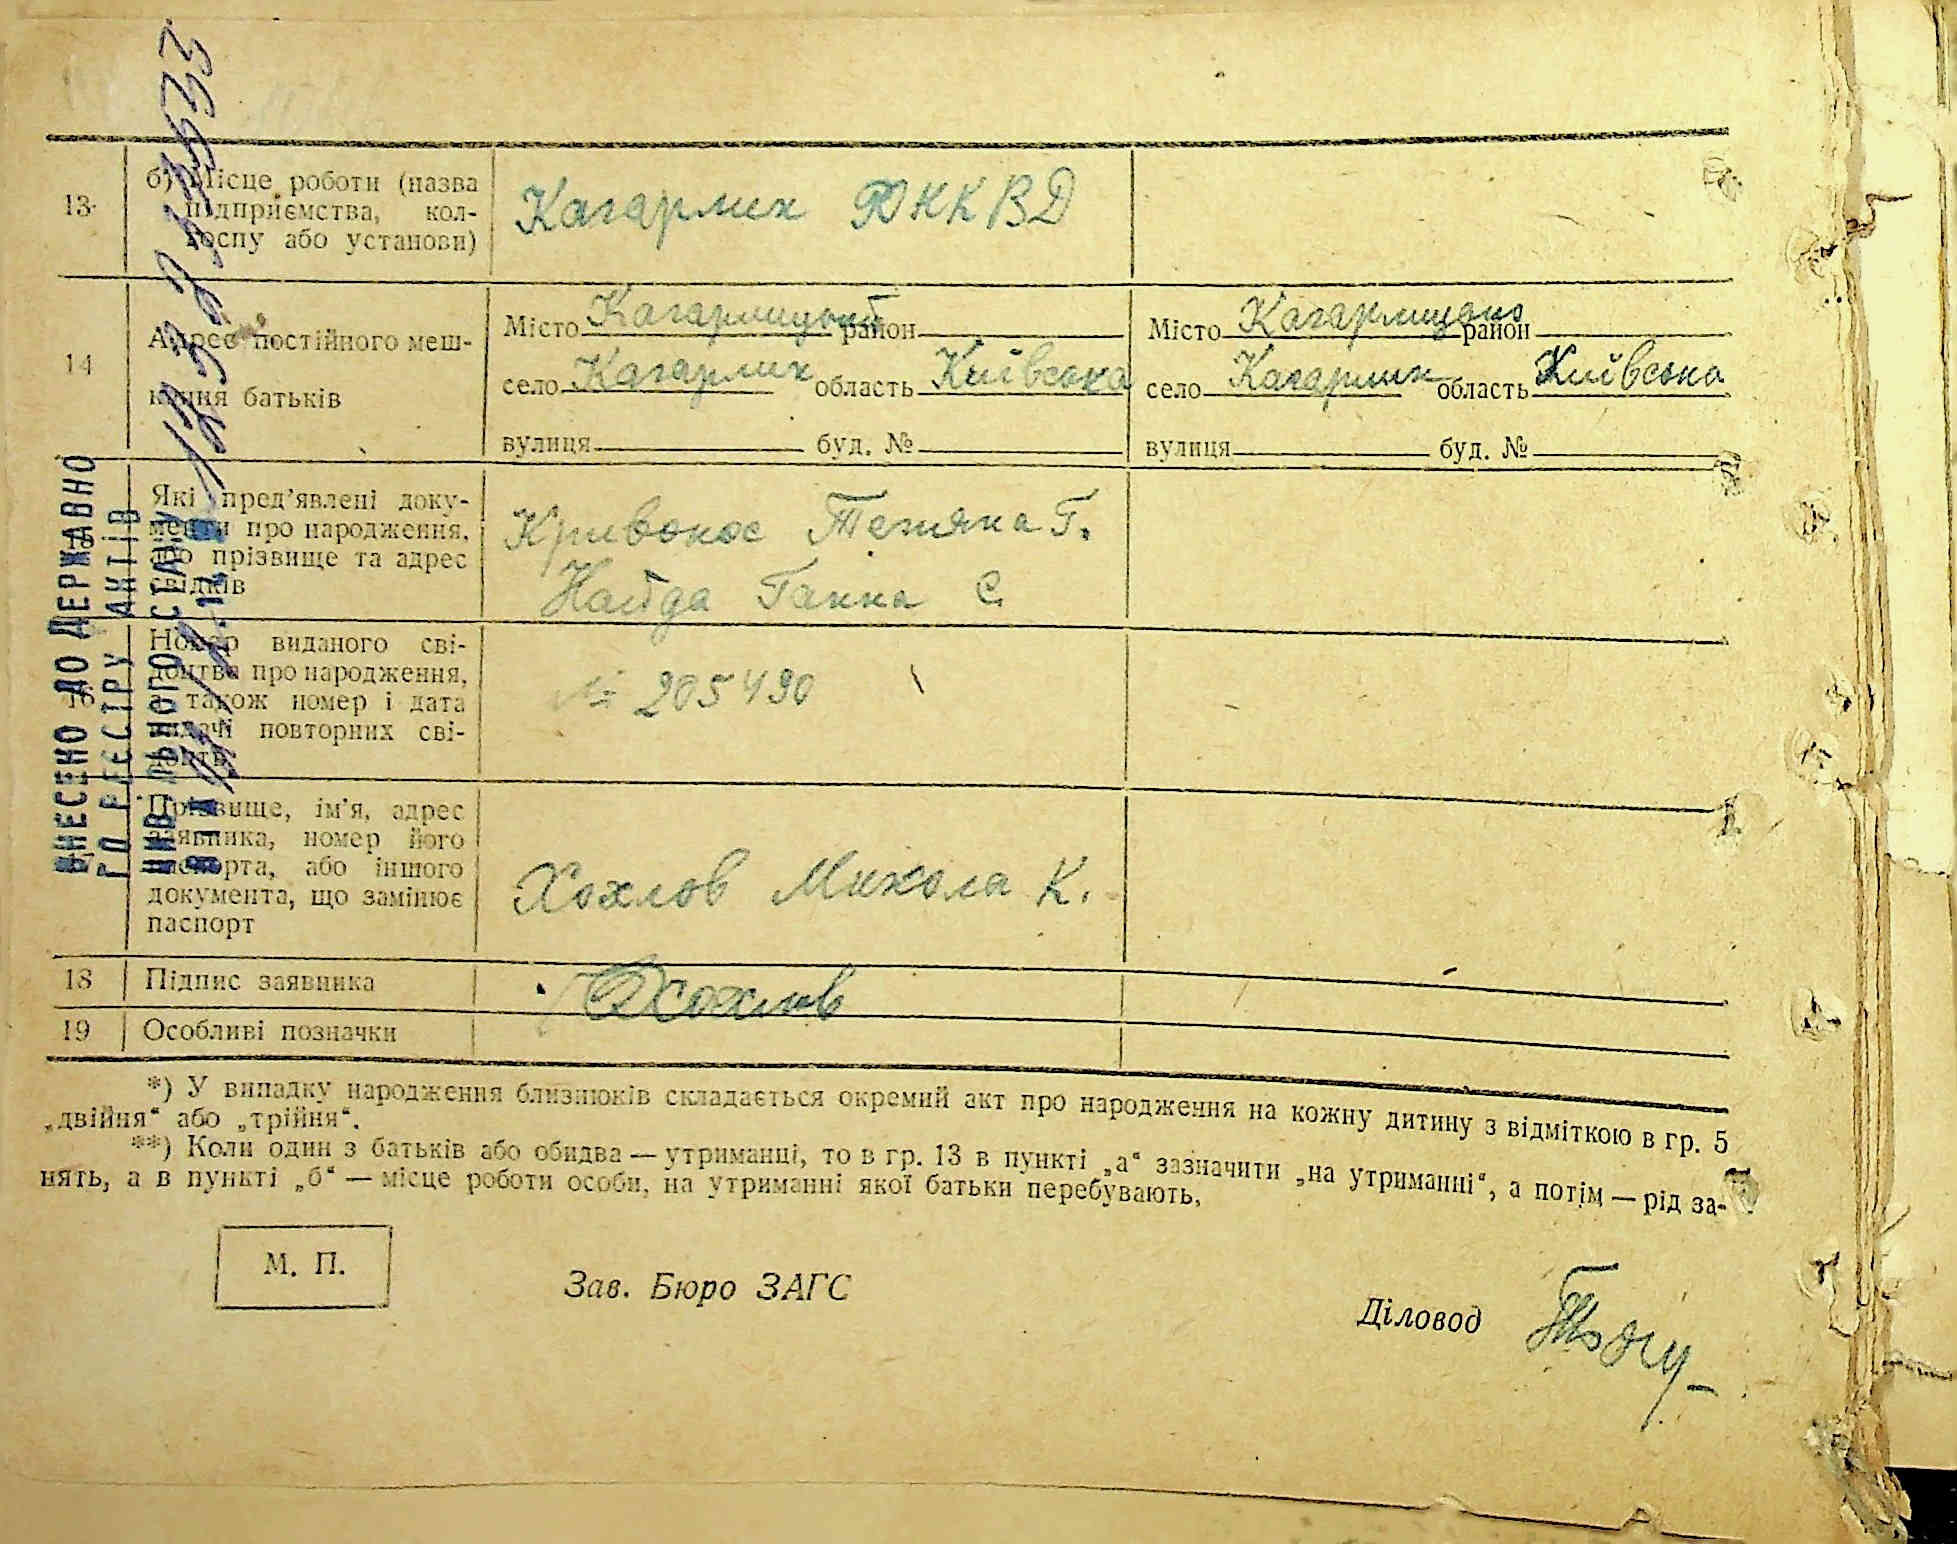 13
б) Місце роботи (назва
підприємства, кол-
госпу або установи)
Кагарлик РНКВД
14
Адрес постійного меш-
кання батьків
Місто Кагарлицький район
село Кагарлик область Київська
вулиця буд. №
Місто Кагарлицько район
село Кагарлик область Київська
вулиця буд. №
15
Які пред’явлені доку-
менти про народження,
або прізвище та адрес
свідків
Кривонос Тетяна Г.
Найда Ганна С.
16
Номер виданого сві-
доцтва про народження,
а також номер і дата
видачі повторних сві-
доцтв
№ 205490
Прізвище, ім’я, адрес
заявника, номер його
паспорта, або іншого
документа, що замінює
паспорт
Хохлов Микола К.
18
Підпис заявника
Хохлов
19
Особливі позначки
*) У випадку народження близнюків складається окремий акт про народження на кожну дитину з відміткою в гр. 5
„двійня“ або „трійня“.
**) Коли один з батьків або обидва — утриманці, то в гр. 13 в пункті „а“ зазначити „на утриманні“, а потім — рід за-
нять, а в пункті „б“ — місце роботи особи, на утриманні якої батьки перебувають.
М. П.
Зав. Бюро ЗАГС
Діловод
ВНЕСЕНО ДО ДЕРЖАВНО
ГО РЕЄСТРУ АКТІВ
ЦИВІЛЬНОГО СТАНУ